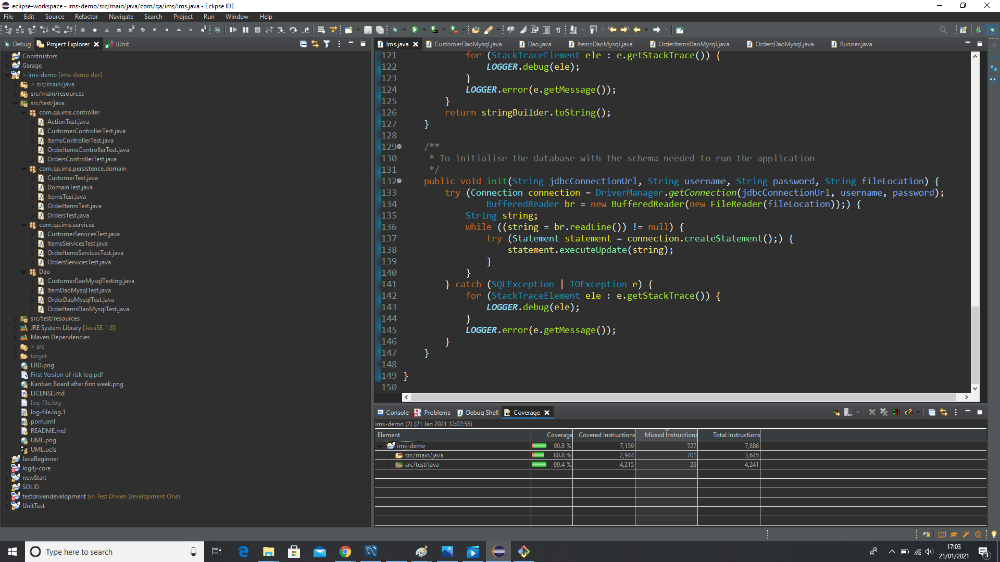 eclipse-workspace - ims-demo/src/main/java/com/qa/ims/Ims.java - Eclipse IDE
File Edit Source Refactor Navigate Search Project Run Window Help
Debug Project Explorer JUnit
Constructors
Garage
> ims-demo [ims-demo dev]
> src/main/java
src/main/resources
src/test/java
com.qa.ims.controller
ActionTest.java
CustomerControllerTest.java
ItemsControllerTest.java
OrderItemsControllerTest.java
OrdersControllerTest.java
com.qa.ims.persistence.domain
CustomerTest.java
DomainTest.java
ItemsTest.java
OrderItemsTest.java
OrdersTest.java
com.qa.ims.services
CustomerServicesTest.java
ItemsServicesTest.java
OrderItemsServicesTest.java
OrdersServicesTest.java
Dao
CustomerDaoMysqlTesting.java
ItemDaoMysqlTest.java
OrderDaoMysqlTest.java
OrderItemsDaoMysqlTest.java
src/test/resources
JRE System Library [JavaSE-1.8]
Maven Dependencies
> src
target
ERD.png
First Version of risk log.pdf
Kanban Board after first week.png
LICENSE.md
log-file.log
log-file.log.1
pom.xml
README.md
UML.png
UML.ucls
JavaBeginner
log4j-core
newStart
SOLID
testdrivendevelopment (in Test Driven Development One)
UnitTest
Ims.java CustomerDaoMysql.java Dao.java ItemsDaoMysql.java OrderItemsDaoMysql.java OrdersDaoMysql.java Runner.java
121 for (StackTraceElement ele : e.getStackTrace()) {
122 LOGGER.debug(ele);
123 }
124 LOGGER.error(e.getMessage());
125 }
126 return stringBuilder.toString();
127 }
128
129 /**
130 * To initialise the database with the schema needed to run the application
131 */
132 public void init(String jdbcConnectionUrl, String username, String password, String fileLocation) {
133 try (Connection connection = DriverManager.getConnection(jdbcConnectionUrl, username, password);
134 BufferedReader br = new BufferedReader(new FileReader(fileLocation));) {
135 String string;
136 while ((string = br.readLine()) != null) {
137 try (Statement statement = connection.createStatement();) {
138 statement.executeUpdate(string);
139 }
140 }
141 } catch (SQLException | IOException e) {
142 for (StackTraceElement ele : e.getStackTrace()) {
143 LOGGER.debug(ele);
144 }
145 LOGGER.error(e.getMessage());
146 }
147 }
148
149 }
150
Console Problems Debug Shell Coverage
ims-demo (2) (21 Jan 2021 12:07:56)
Element Coverage Covered Instructions Missed Instructions Total Instructions
ims-demo 90.8 % 7,159 727 7,886
src/main/java 80.8 % 2,944 701 3,645
src/test/java 99.4 % 4,215 26 4,241
Type here to search
17:03
21/01/2021
3